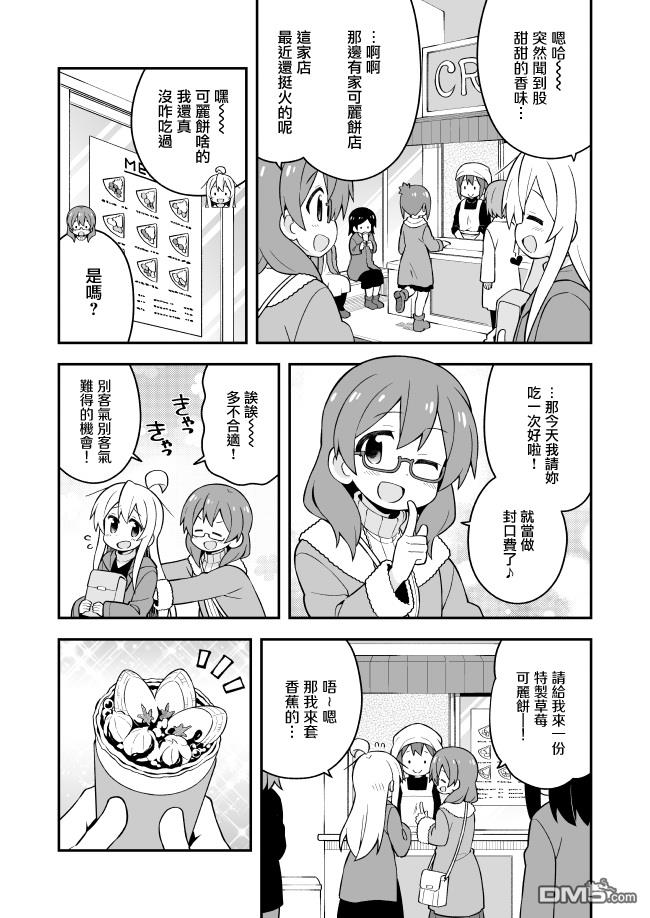 嗯哈~~~
突然聞到股
甜甜的香味…
…啊啊
那邊有家可麗餅店
這家店
最近還挺火的呢
CR
嘿~~~
可麗餅啥的
我還真
沒咋吃過
ME
是嗎？
…那今天我請妳
吃一次好啦！
就當做
封口費了♪
誒誒~~~
多不合適！
別客氣別客氣
難得的機會！
きゃっ
きゃっ
請給我來一份
特製草莓
可麗餅——！
唔～嗯
那我來套
香蕉的…
DM5.com